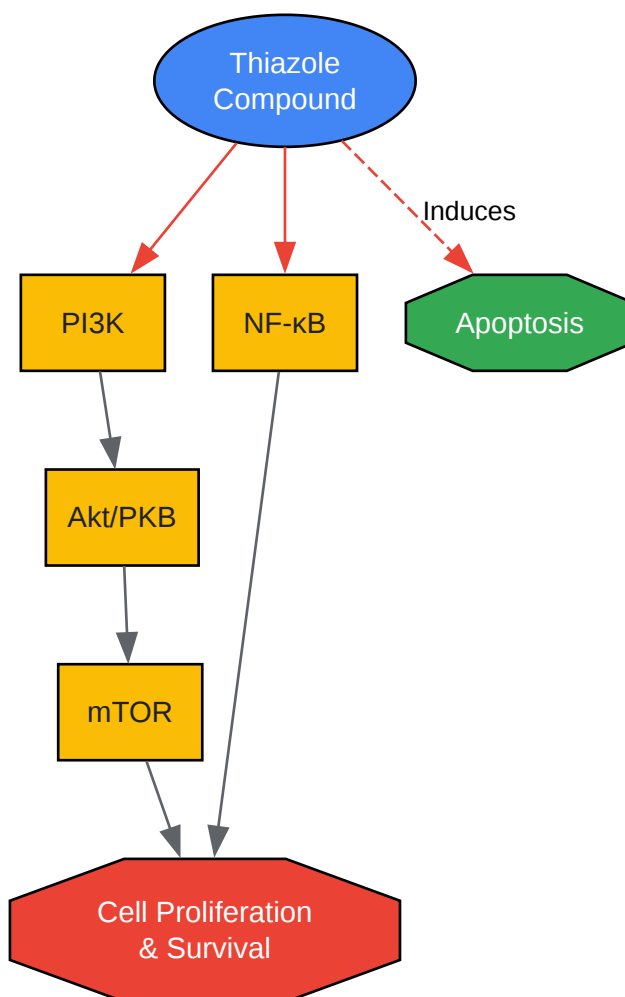 Thiazole
Compound
Induces
PI3K
NF-κB
Apoptosis
Akt/PKB
mTOR
Cell Proliferation
& Survival